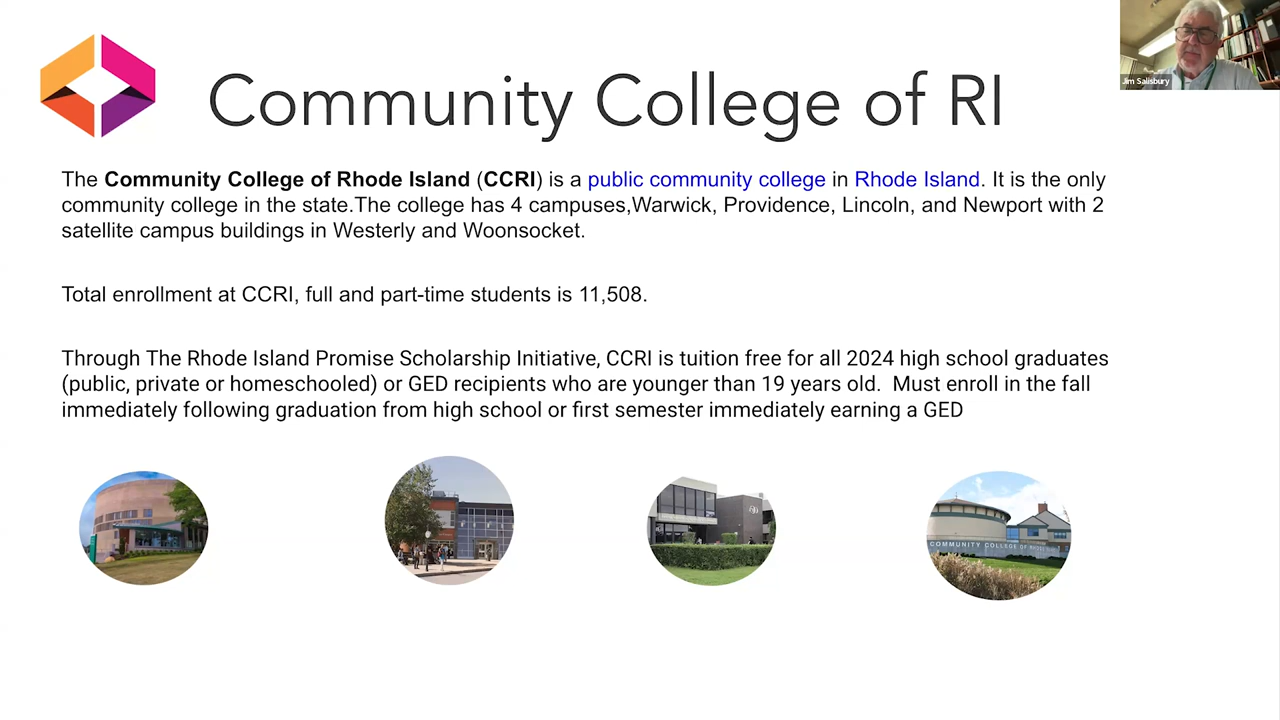 Community College of RI
Jim Salisbury
The Community College of Rhode Island (CCRI) is a public community college in Rhode Island. It is the only
community college in the state.The college has 4 campuses,Warwick, Providence, Lincoln, and Newport with 2
satellite campus buildings in Westerly and Woonsocket.
Total enrollment at CCRI, full and part-time students is 11,508.
Through The Rhode Island Promise Scholarship Initiative, CCRI is tuition free for all 2024 high school graduates
(public, private or homeschooled) or GED recipients who are younger than 19 years old.  Must enroll in the fall
immediately following graduation from high school or first semester immediately earning a GED
COMMUNITY COLLEGE OF RHODE